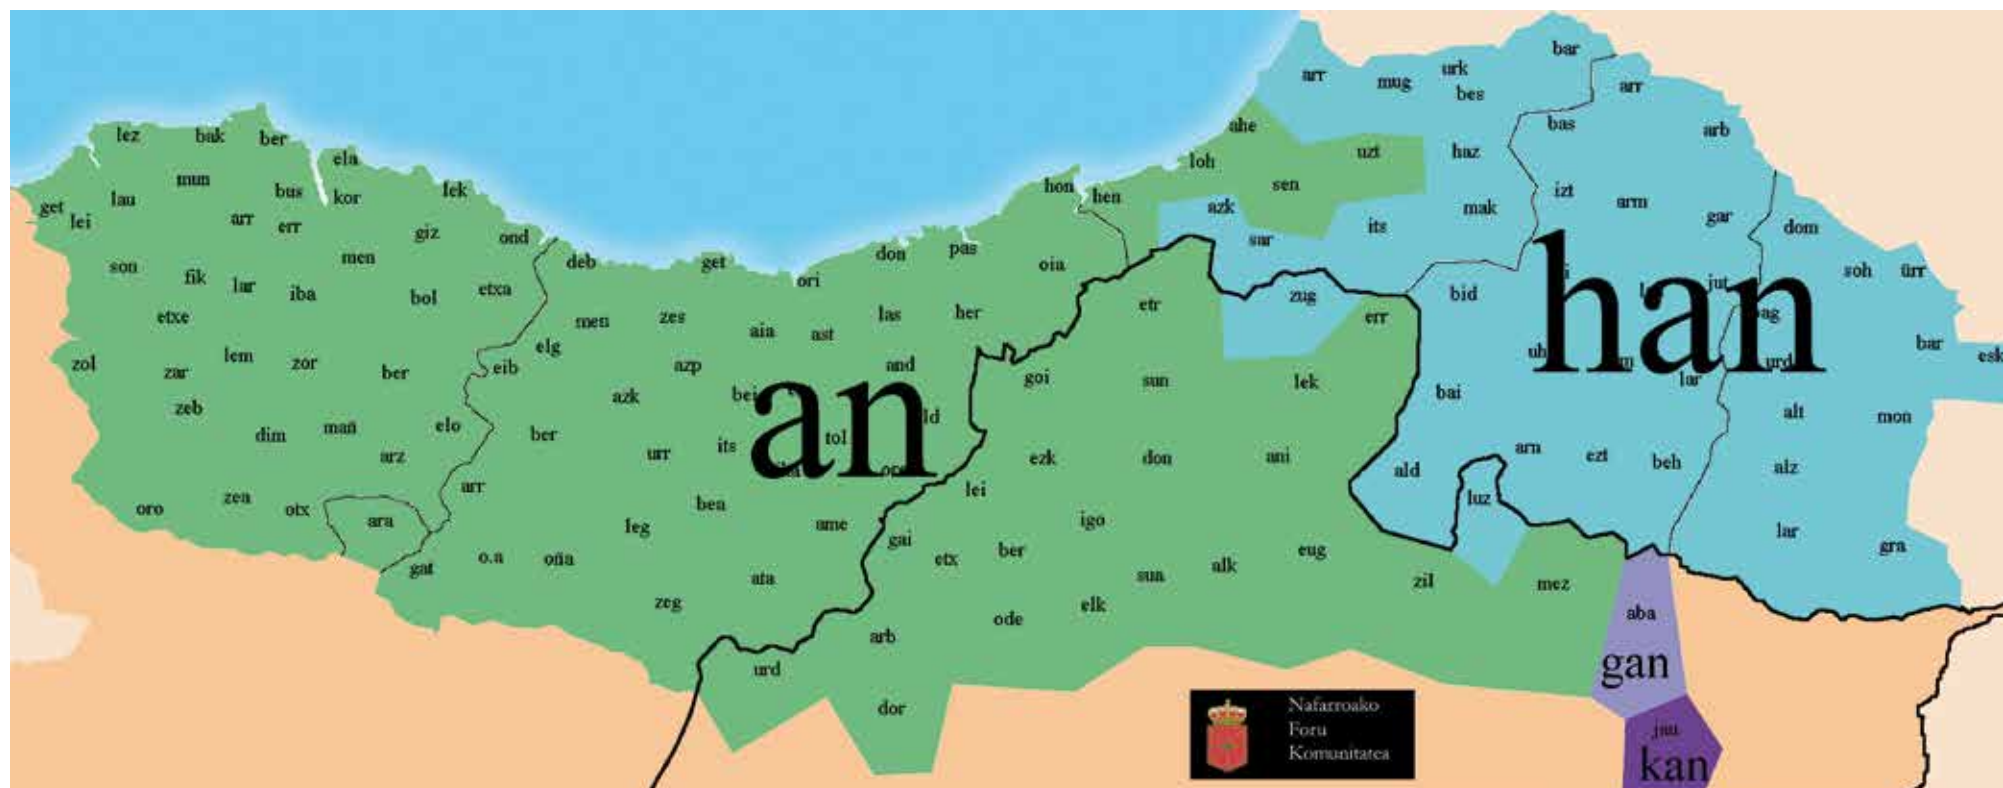 bar
arr
mug
urk
bes
arr
lez
bak
ber
ela
ahe
loh
uzt
haz
bas
arb
mun
lau
bus
kor
lek
hon
hen
sen
izt
arm
gar
get
lei
arr
err
giz
ond
azk
sar
its
mak
dom
son
fik
lar
iba
men
bol
etxa
deb
get
ori
don
pas
oia
soh
ürr
etxe
men
zes
aia
ast
las
her
etr
zug
err
bid
jut
han
zol
zar
lem
zor
ber
elg
eib
azp
and
goi
sun
lek
bai
lar
urd
bar
esk
zeb
dim
mañ
elo
azk
bei
an
alt
mon
arz
ber
urr
its
tol
ezk
don
ani
ald
arn
ezt
beh
alz
oro
zea
otx
ara
arr
leg
bea
ame
lei
gai
igo
luz
lar
gra
gat
o.a
oña
ata
etx
ber
sua
alk
eug
zil
mez
zeg
arb
ode
elk
aba
gan
urd
dor
Nafarroako
Foru
Komunitatea
jau
kan